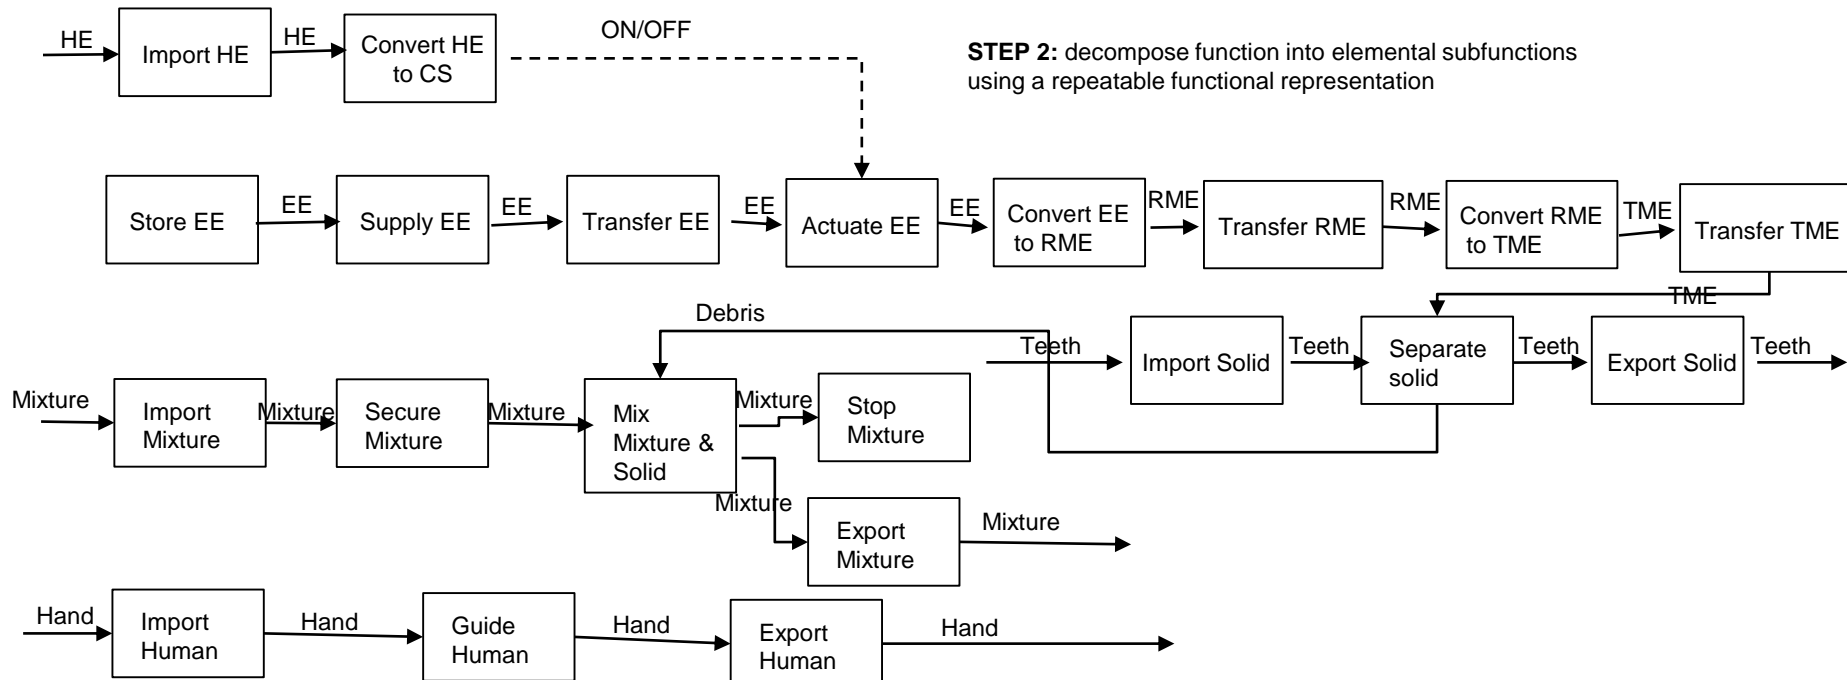 HE
Import HE
HE
Convert HE
to CS
ON/OFF
STEP 2: decompose function into elemental subfunctions
using a repeatable functional representation
Store EE
EE
Supply EE
EE
Transfer EE
EE
Actuate EE
EE
Convert EE
to RME
RME
Transfer RME
RME
Convert RME
to TME
TME
Transfer TME
TME
Debris
Teeth
Import Solid
Teeth
Separate
solid
Teeth
Export Solid
Teeth
Mixture
Import
Mixture
Mixture
Secure
Mixture
Mixture
Mix
Mixture &
Solid
Mixture
Stop
Mixture
Mixture
Export
Mixture
Mixture
Hand
Import
Human
Hand
Guide
Human
Hand
Export
Human
Hand